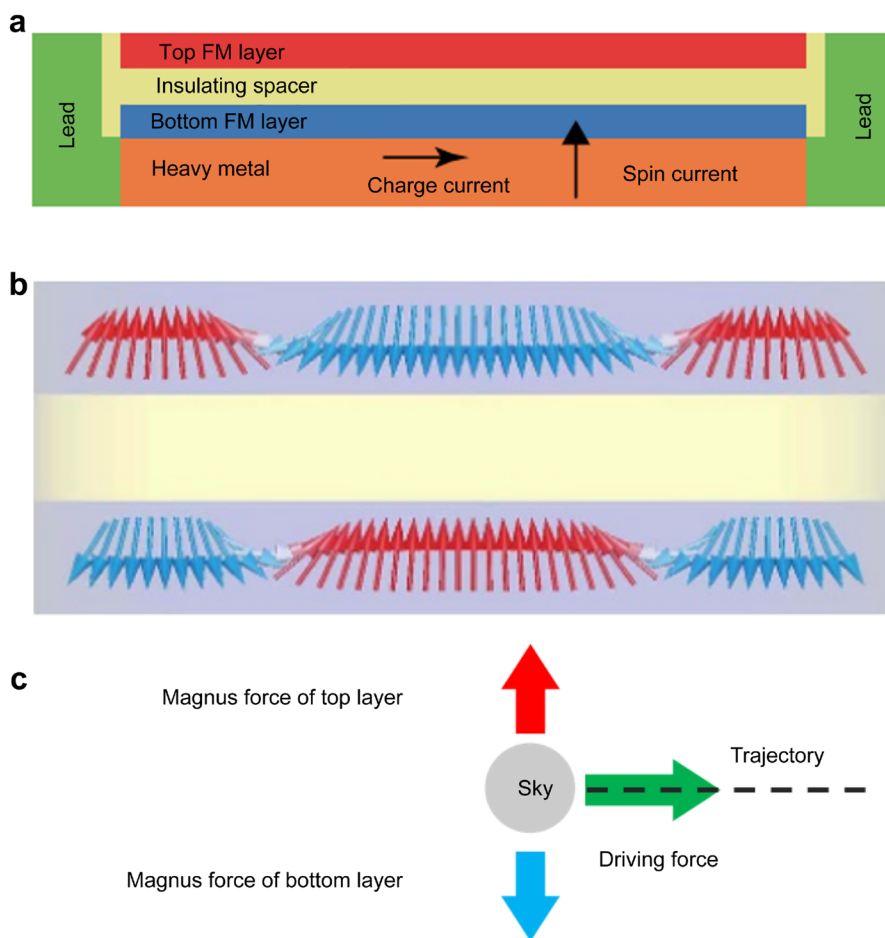 a
Top FM layer
Insulating spacer
Bottom FM layer
Lead
Lead
Heavy metal
Charge current
Spin current
b
c
Magnus force of top layer
Trajectory
Sky
Driving force
Magnus force of bottom layer